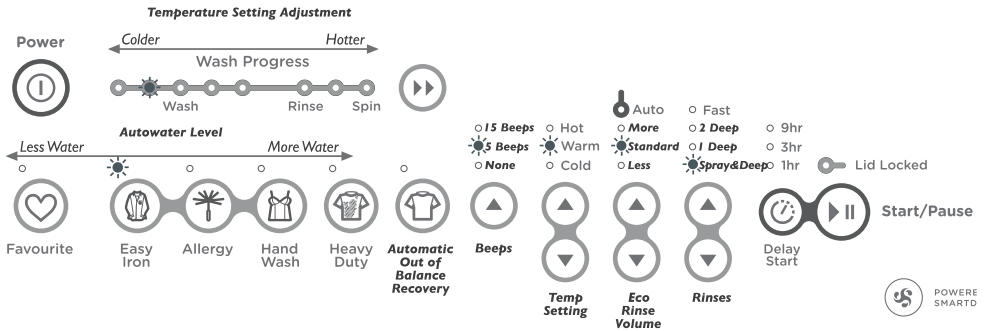 Temperature Setting Adjustment
Power
Colder
Hotter
Wash Progress
Wash
Rinse
Spin
Autowater Level
Less Water
More Water
15 Beeps
5 Beeps
None
Hot
Warm
Cold
Auto
More
Standard
Less
Fast
2 Deep
1 Deep
Spray&Deep
9hr
3hr
1hr
Lid Locked
Start/Pause
Favourite
Easy
Iron
Allergy
Hand
Wash
Heavy
Duty
Automatic
Out of
Balance
Recovery
Beeps
Temp
Setting
Eco
Rinse
Volume
Rinses
Delay
Start
POWERE
SMARTD